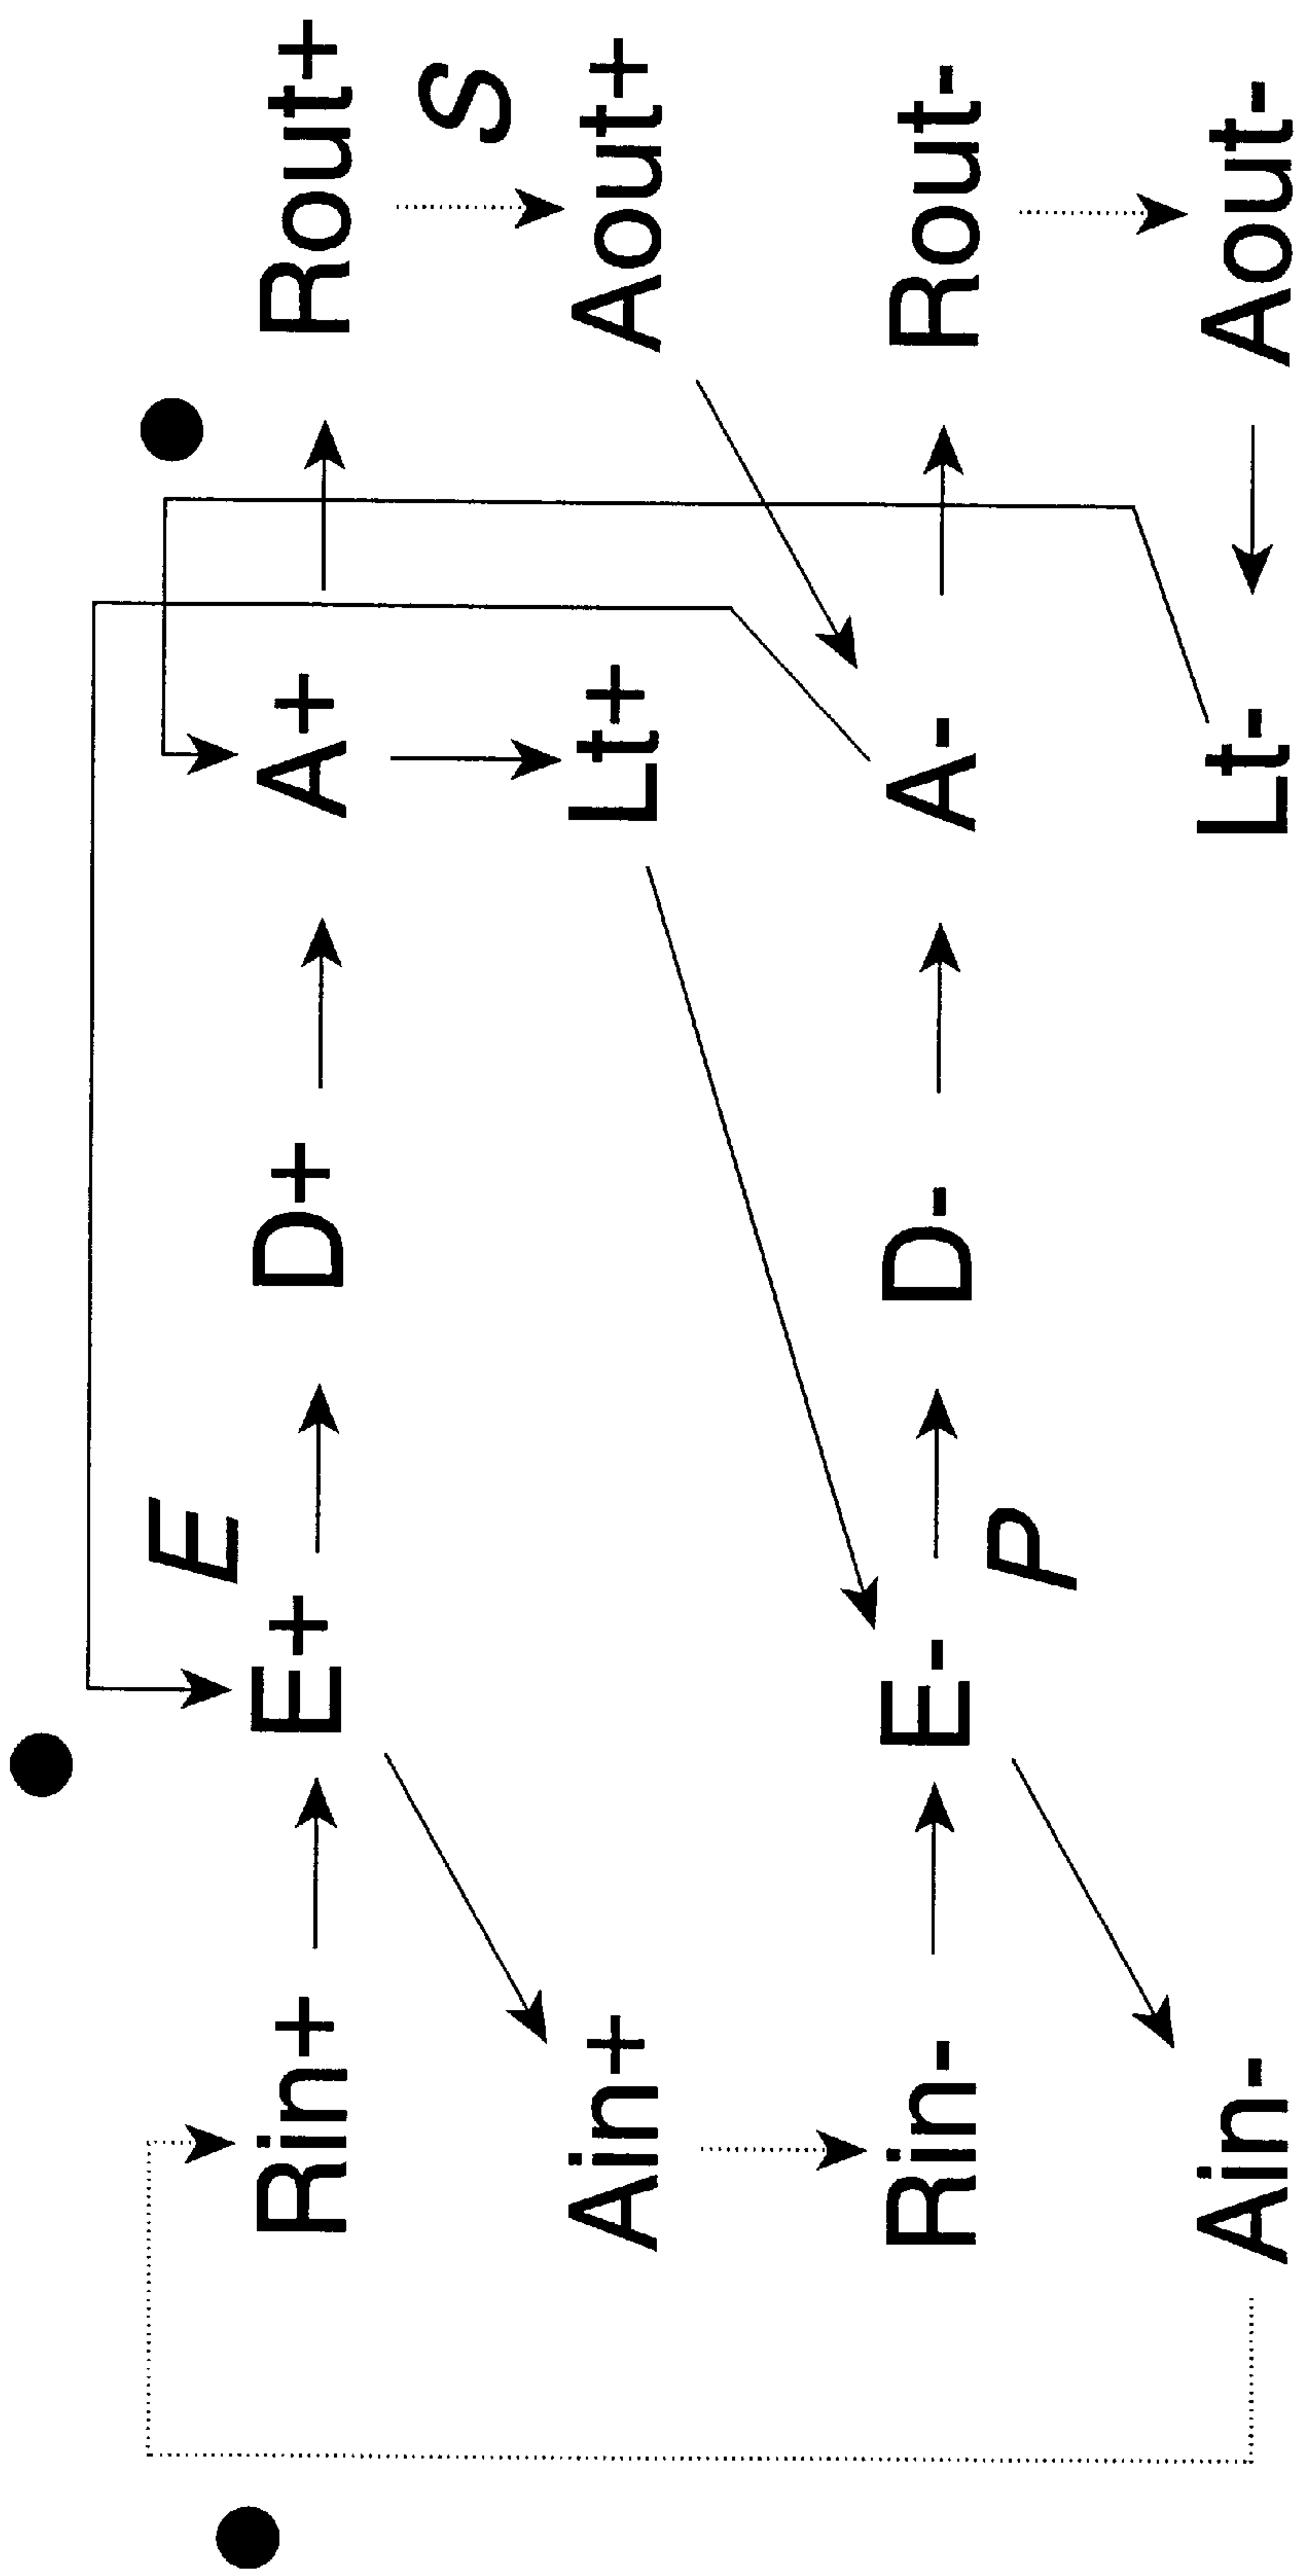 E
Rin+ E+ D+ A+ Rout+
S
Ain+ Lt+ Aout+
Rin- E- D- A- Rout-
P
Ain- Lt- Aout-